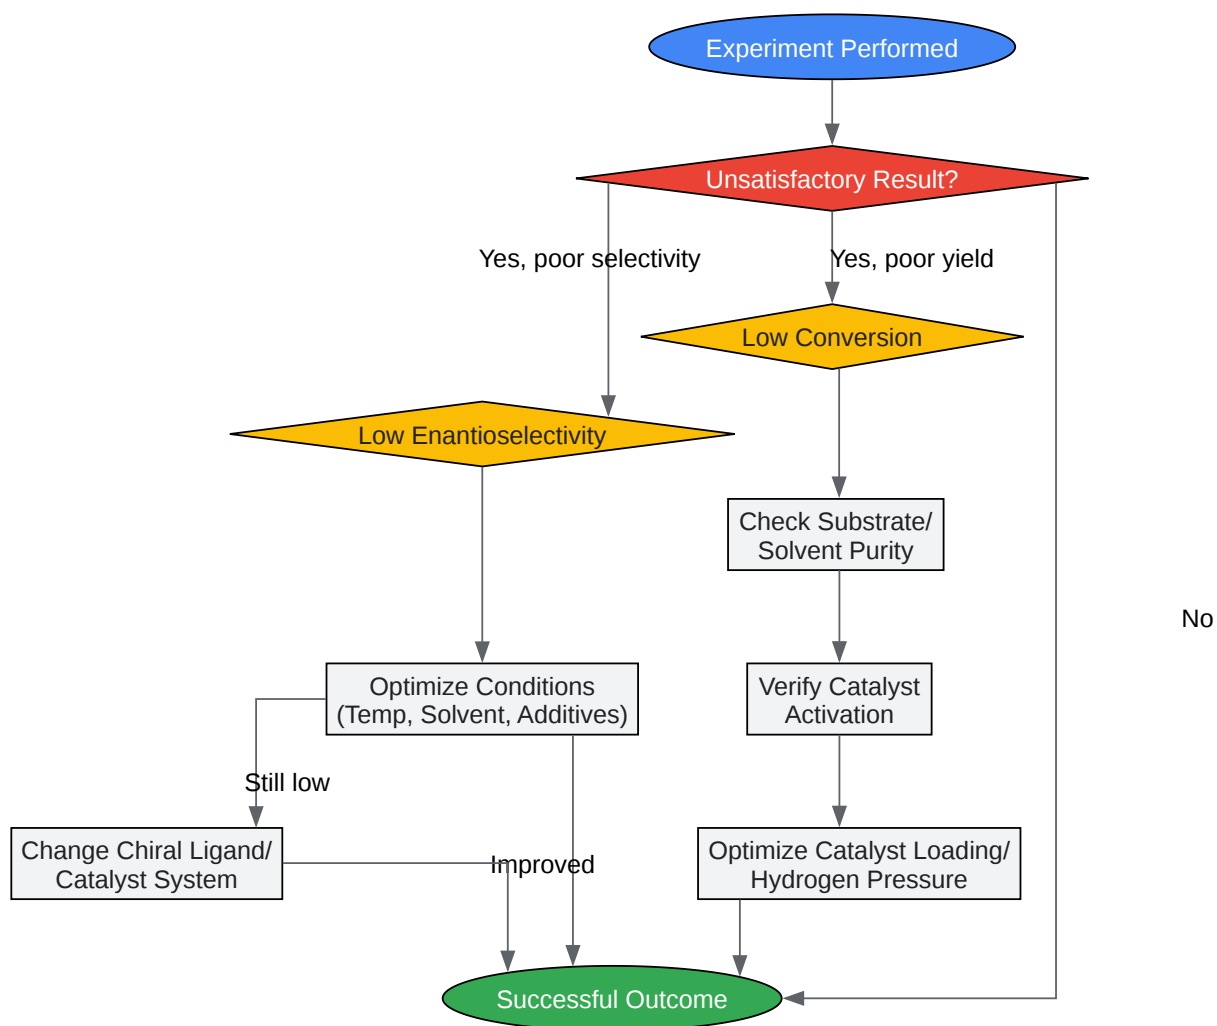 Experiment Performed
Unsatisfactory Result?
Yes, poor selectivity
Yes, poor yield
Low Conversion
Low Enantioselectivity
Check Substrate/
Solvent Purity
No
Optimize Conditions
(Temp, Solvent, Additives)
Verify Catalyst
Activation
Still low
Change Chiral Ligand/
Catalyst System
Improved
Optimize Catalyst Loading/
Hydrogen Pressure
Successful Outcome